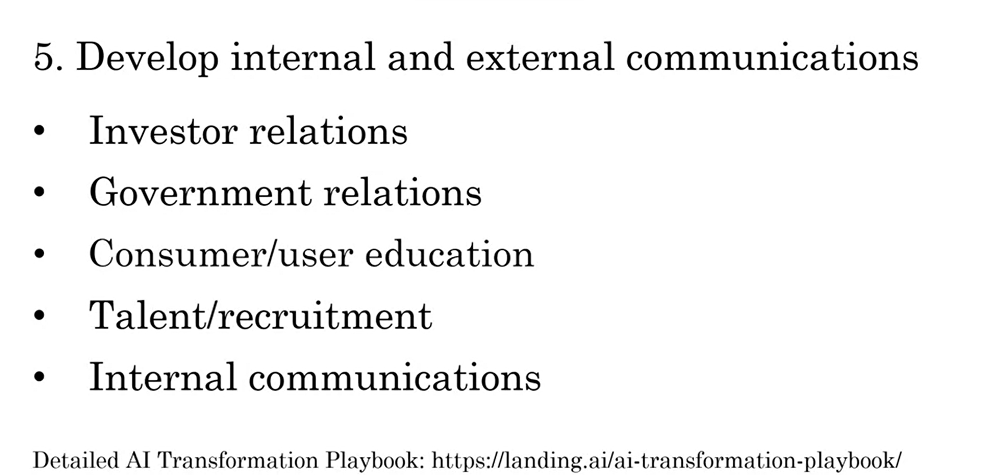 5. Develop internal and external communications
• Investor relations
• Government relations
• Consumer/user education
• Talent/recruitment
• Internal communications
Detailed AI Transformation Playbook: https://landing.ai/ai-transformation-playbook/